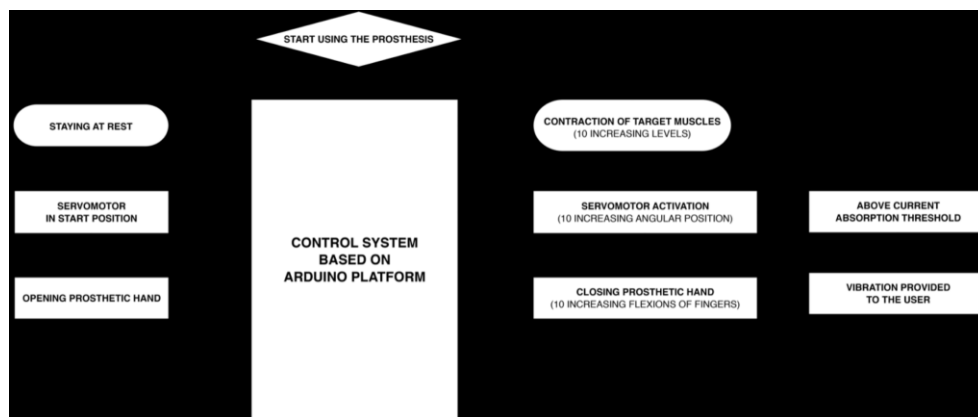 START USING THE PROSTHESIS
STAYING AT REST
CONTRACTION OF TARGET MUSCLES
(10 INCREASING LEVELS)
SERVOMOTOR
IN START POSITION
SERVOMOTOR ACTIVATION
(10 INCREASING ANGULAR POSITION)
ABOVE CURRENT
ABSORPTION THRESHOLD
CONTROL SYSTEM
BASED ON
ARDUINO PLATFORM
OPENING PROSTHETIC HAND
CLOSING PROSTHETIC HAND
(10 INCREASING FLEXIONS OF FINGERS)
VIBRATION PROVIDED
TO THE USER